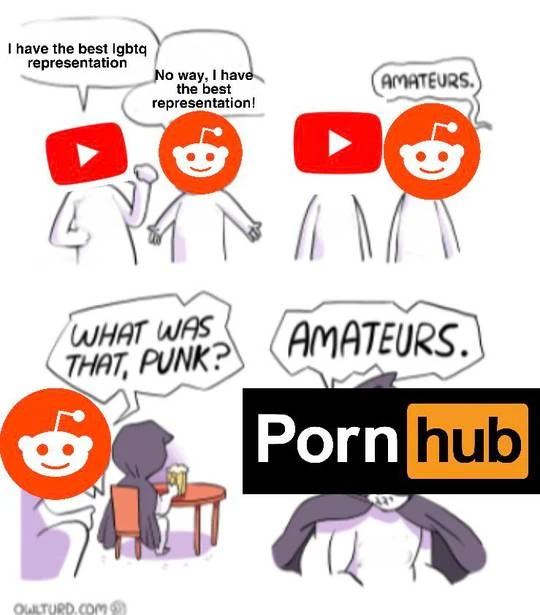 I have the best lgbtq
representation
No way, I have
the best
representation!
AMATEURS.
WHAT WAS
THAT, PUNK?
AMATEURS.
Porn hub
OWLTURD.COM